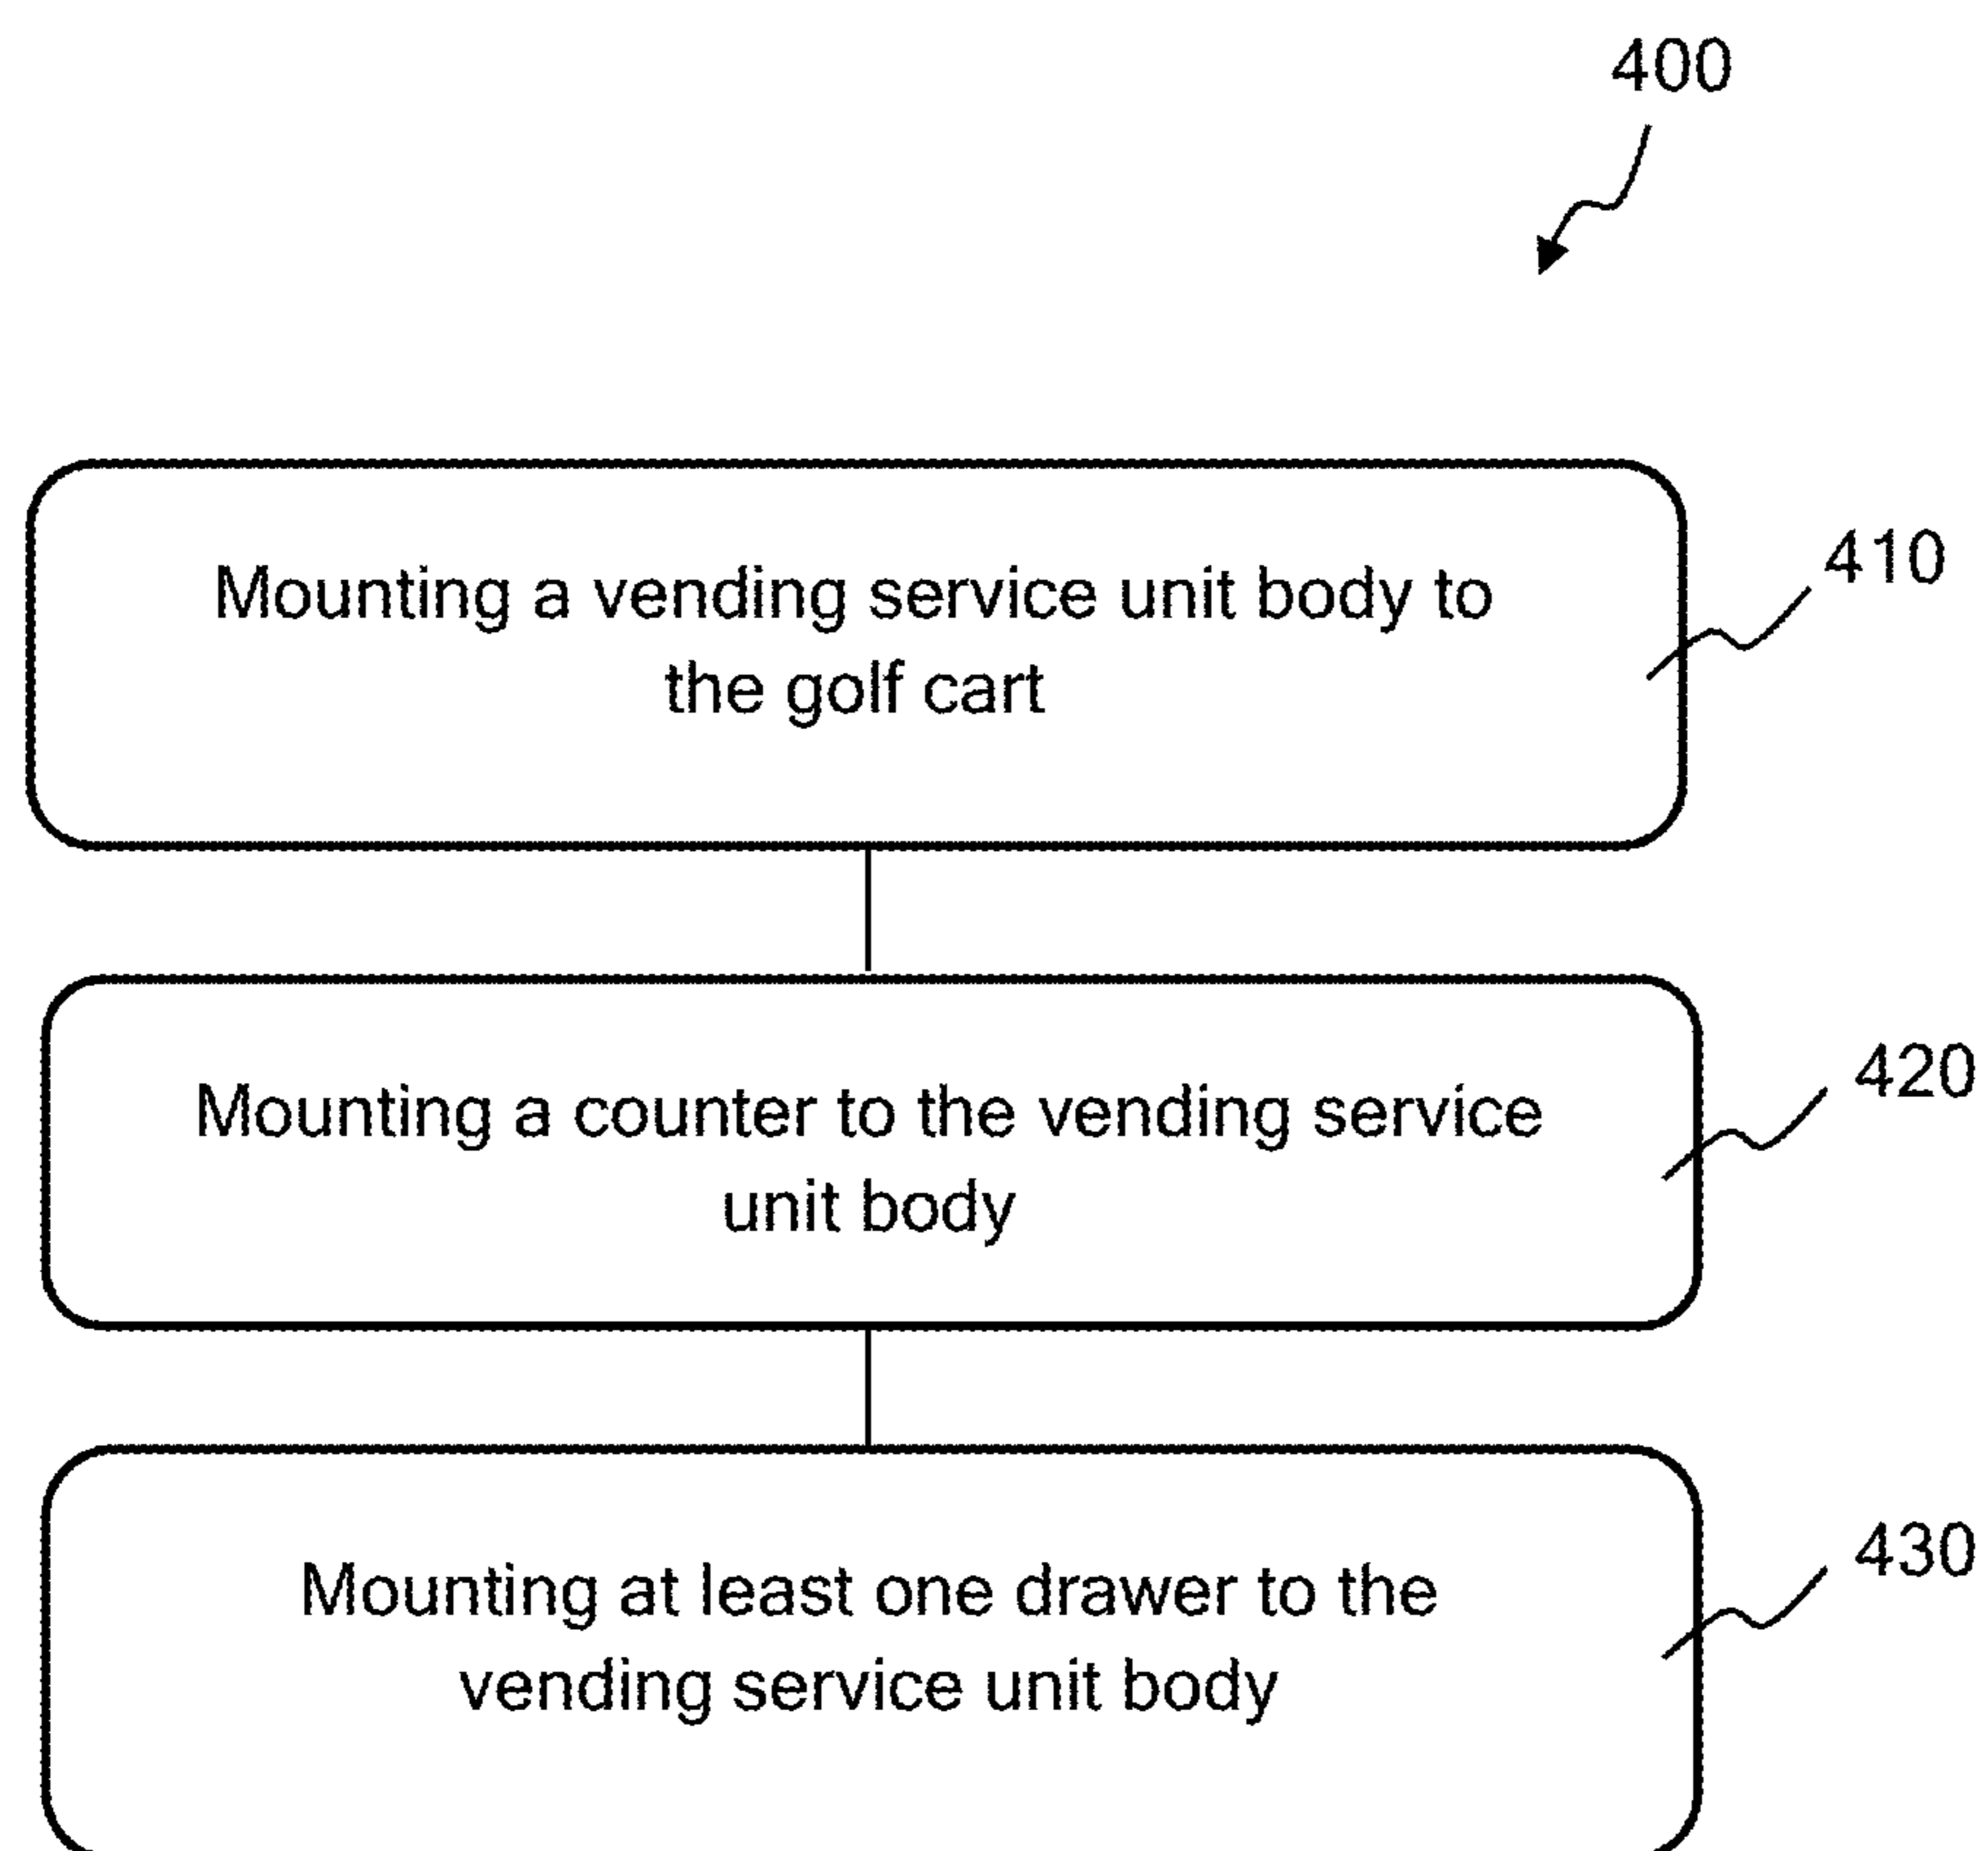 400
Mounting a vending service unit body to
the golf cart
410
Mounting a counter to the vending service
unit body
420
Mounting at least one drawer to the
vending service unit body
430